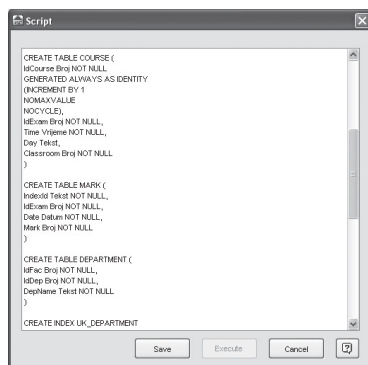 Script
CREATE TABLE COURSE (
IdCourse Broj NOT NULL
GENERATED ALWAYS AS IDENTITY
(INCREMENT BY 1
NOMAXVALUE
NOCYCLE),
IdExam Broj NOT NULL,
Time Vrijeme NOT NULL,
Day Tekst,
Classroom Broj NOT NULL
)
CREATE TABLE MARK (
IndexId Tekst NOT NULL,
IdExam Broj NOT NULL,
Date Datum NOT NULL,
Mark Broj NOT NULL
)
CREATE TABLE DEPARTMENT (
IdFac Broj NOT NULL,
IdDep Broj NOT NULL,
DepName Tekst NOT NULL
)
CREATE INDEX UK_DEPARTMENT
Save Execute Cancel ?